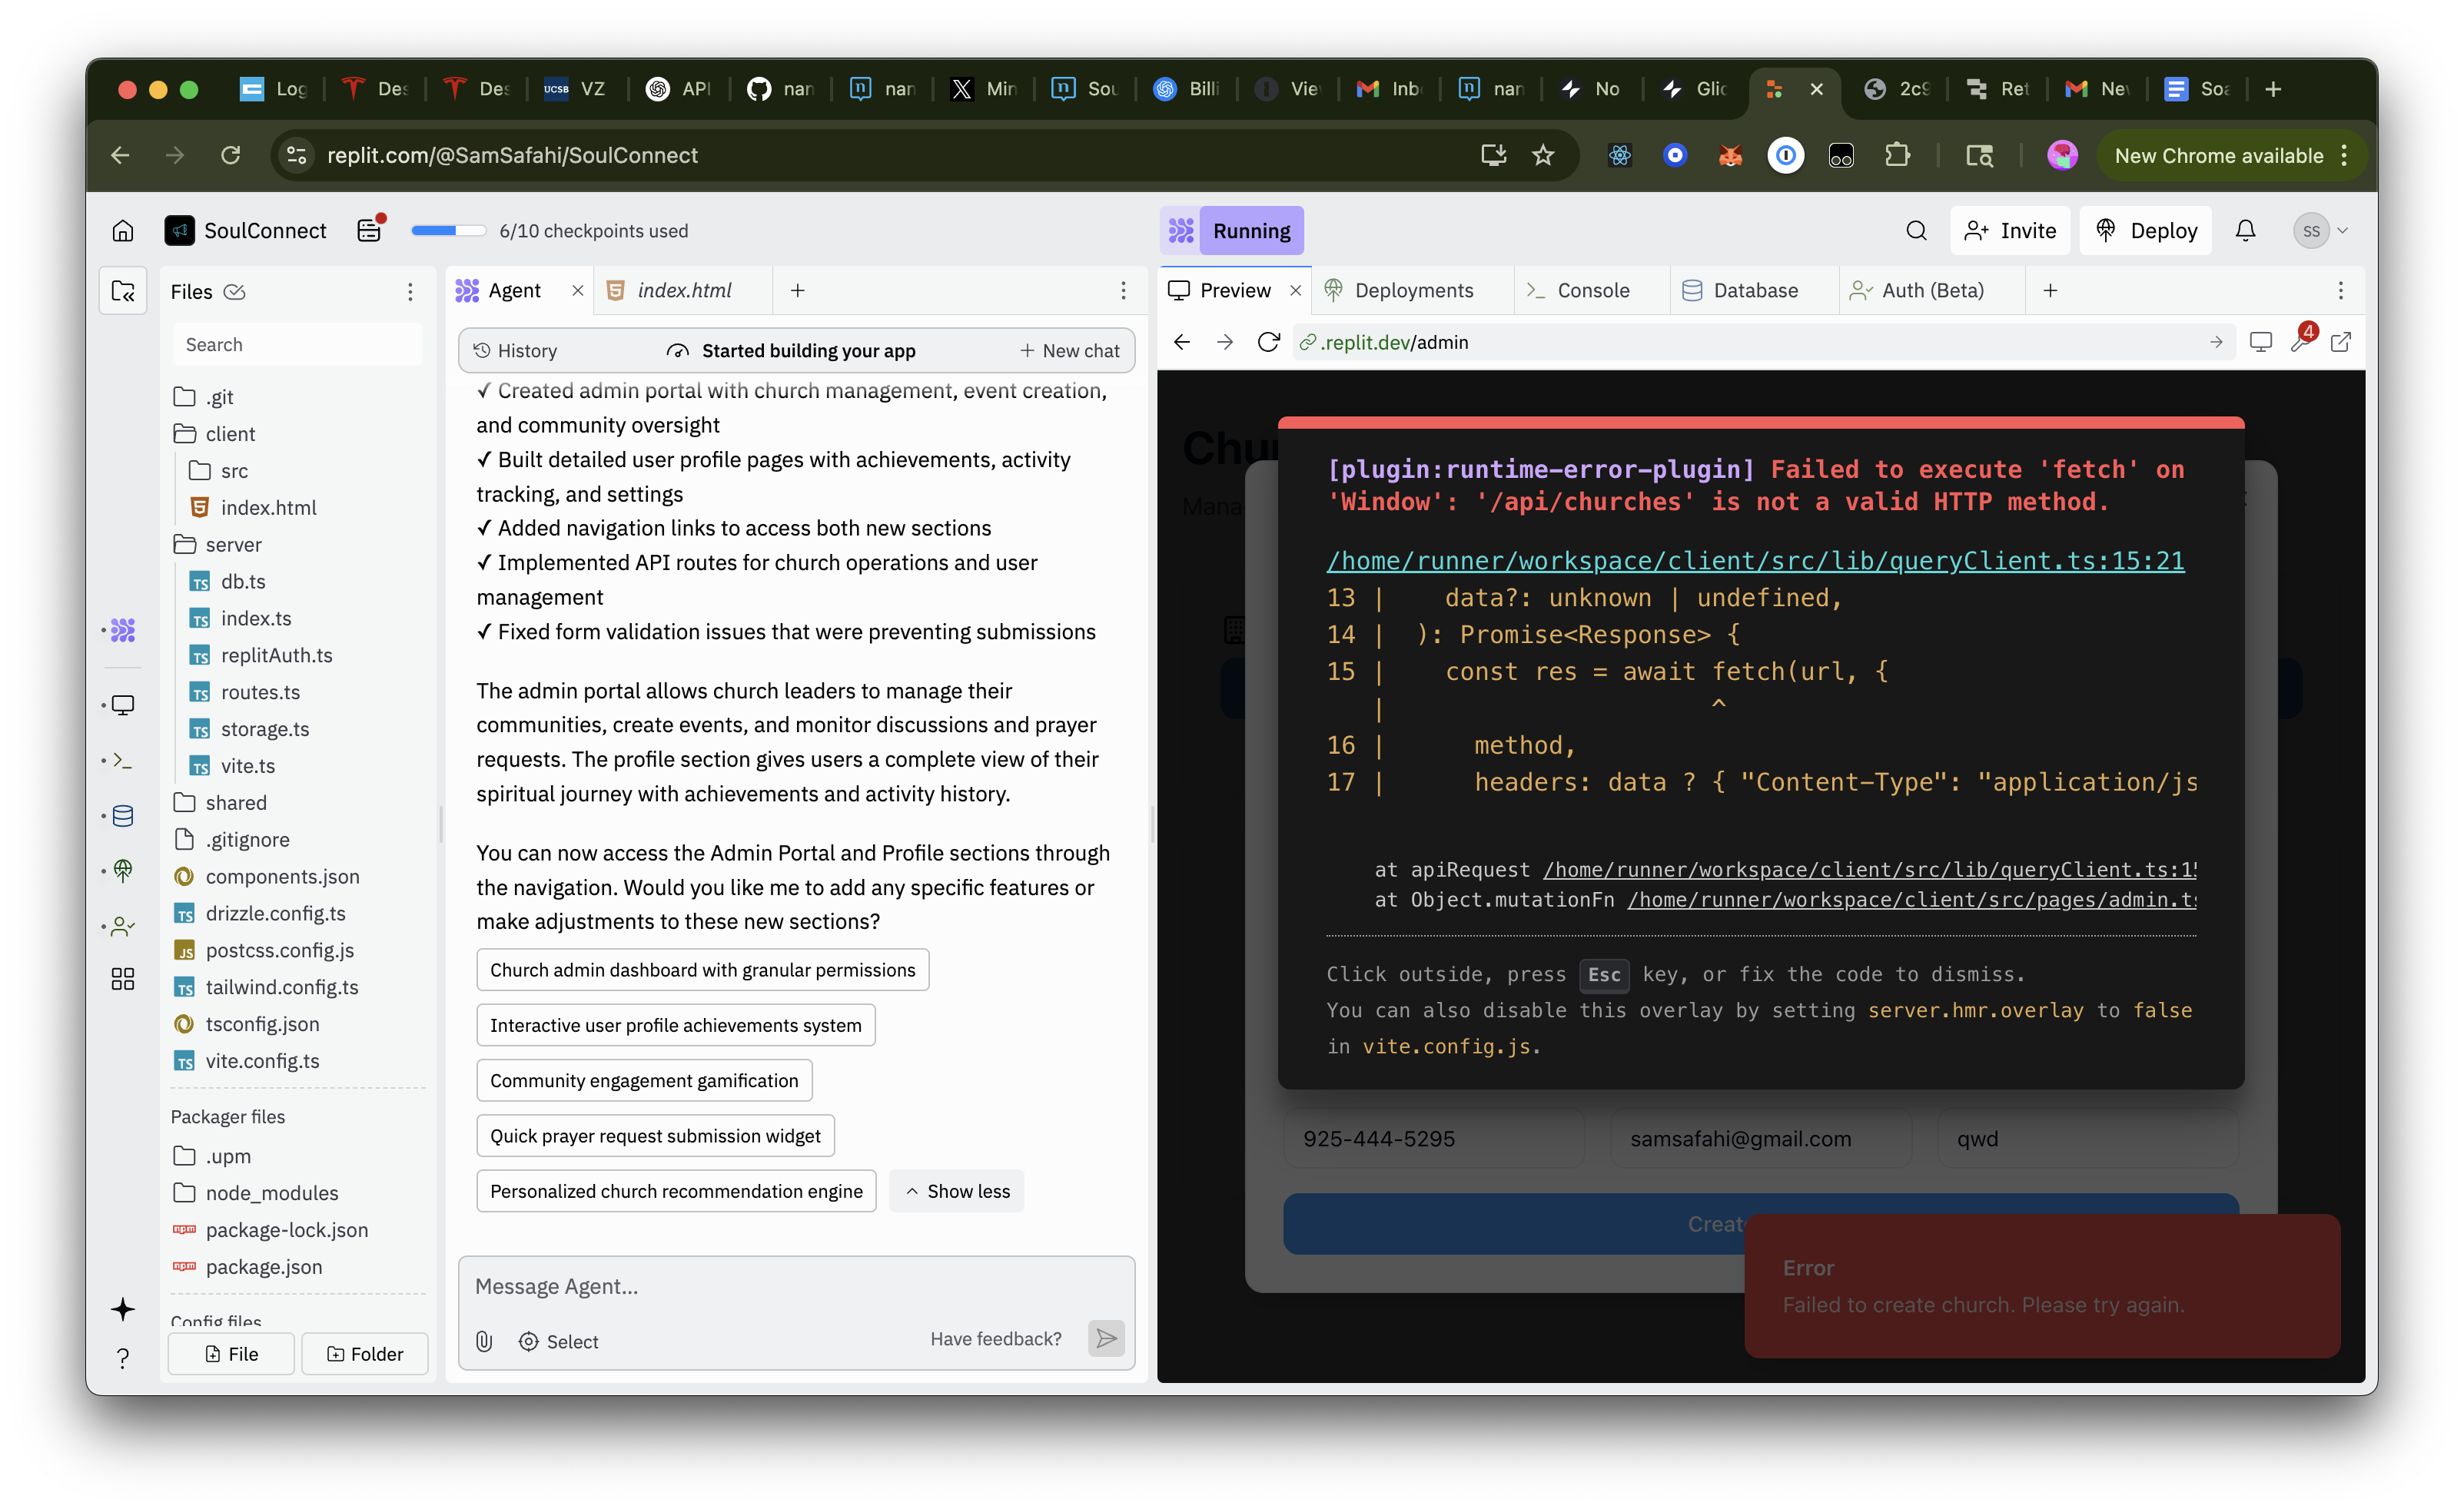 Log
Des
Des
UCSB VZ
API
nan
nan
Min
Sou
Billi
Vie
Inbo
nan
No
Glid
2c9
Ret
Nev
Soa
replit.com/@SamSafahi/SoulConnect
New Chrome available
SoulConnect
6/10 checkpoints used
Running
Invite
Deploy
SS
Files
Search
.git
client
src
index.html
server
TS db.ts
TS index.ts
TS replitAuth.ts
TS routes.ts
TS storage.ts
TS vite.ts
shared
.gitignore
components.json
TS drizzle.config.ts
JS postcss.config.js
TS tailwind.config.ts
tsconfig.json
TS vite.config.ts
Packager files
.upm
node_modules
npm package-lock.json
npm package.json
Config files
File
Folder
Agent
index.html
History
Started building your app
New chat
✓ Created admin portal with church management, event creation,
and community oversight
✓ Built detailed user profile pages with achievements, activity
tracking, and settings
✓ Added navigation links to access both new sections
✓ Implemented API routes for church operations and user
management
✓ Fixed form validation issues that were preventing submissions
The admin portal allows church leaders to manage their
communities, create events, and monitor discussions and prayer
requests. The profile section gives users a complete view of their
spiritual journey with achievements and activity history.
You can now access the Admin Portal and Profile sections through
the navigation. Would you like me to add any specific features or
make adjustments to these new sections?
Church admin dashboard with granular permissions
Interactive user profile achievements system
Community engagement gamification
Quick prayer request submission widget
Personalized church recommendation engine
Show less
Message Agent...
Select
Have feedback?
Preview
Deployments
Console
Database
Auth (Beta)
.replit.dev/admin
4
Chur
Mana
[plugin:runtime-error-plugin] Failed to execute 'fetch' on
'Window': '/api/churches' is not a valid HTTP method.
/home/runner/workspace/client/src/lib/queryClient.ts:15:21
13 | data?: unknown | undefined,
14 | ): Promise<Response> {
15 | const res = await fetch(url, {
| ^
16 | method,
17 | headers: data ? { "Content-Type": "application/js
at apiRequest /home/runner/workspace/client/src/lib/queryClient.ts:15
at Object.mutationFn /home/runner/workspace/client/src/pages/admin.ts
Click outside, press Esc key, or fix the code to dismiss.
You can also disable this overlay by setting server.hmr.overlay to false
in vite.config.js.
925-444-5295
samsafahi@gmail.com
qwd
Creat
Error
Failed to create church. Please try again.